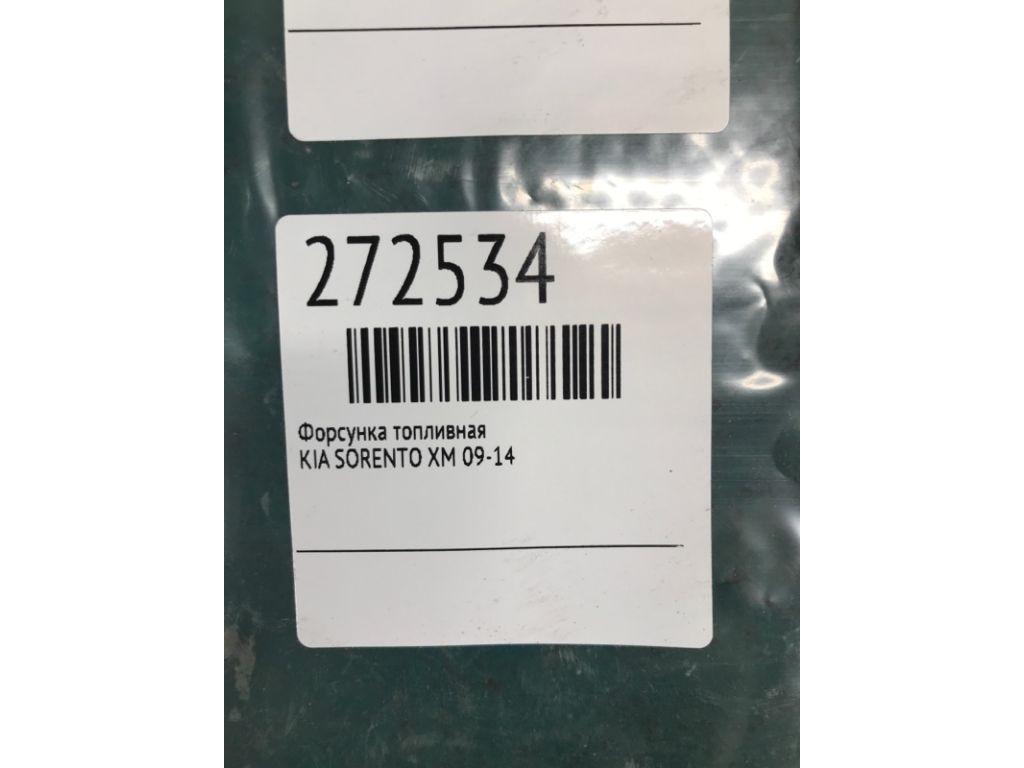 272534
Форсунка топливная
KIA SORENTO XM 09-14